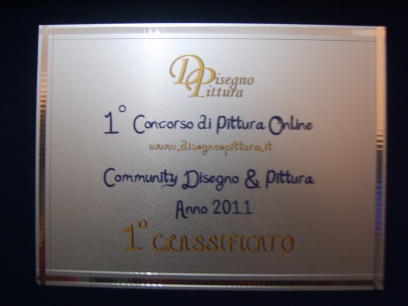 Disegno
Pittura
1° Concorso di Pittura Online
www.disegnoepittura.it
Community Disegno & Pittura
Anno 2011
1° CLASSIFICATO